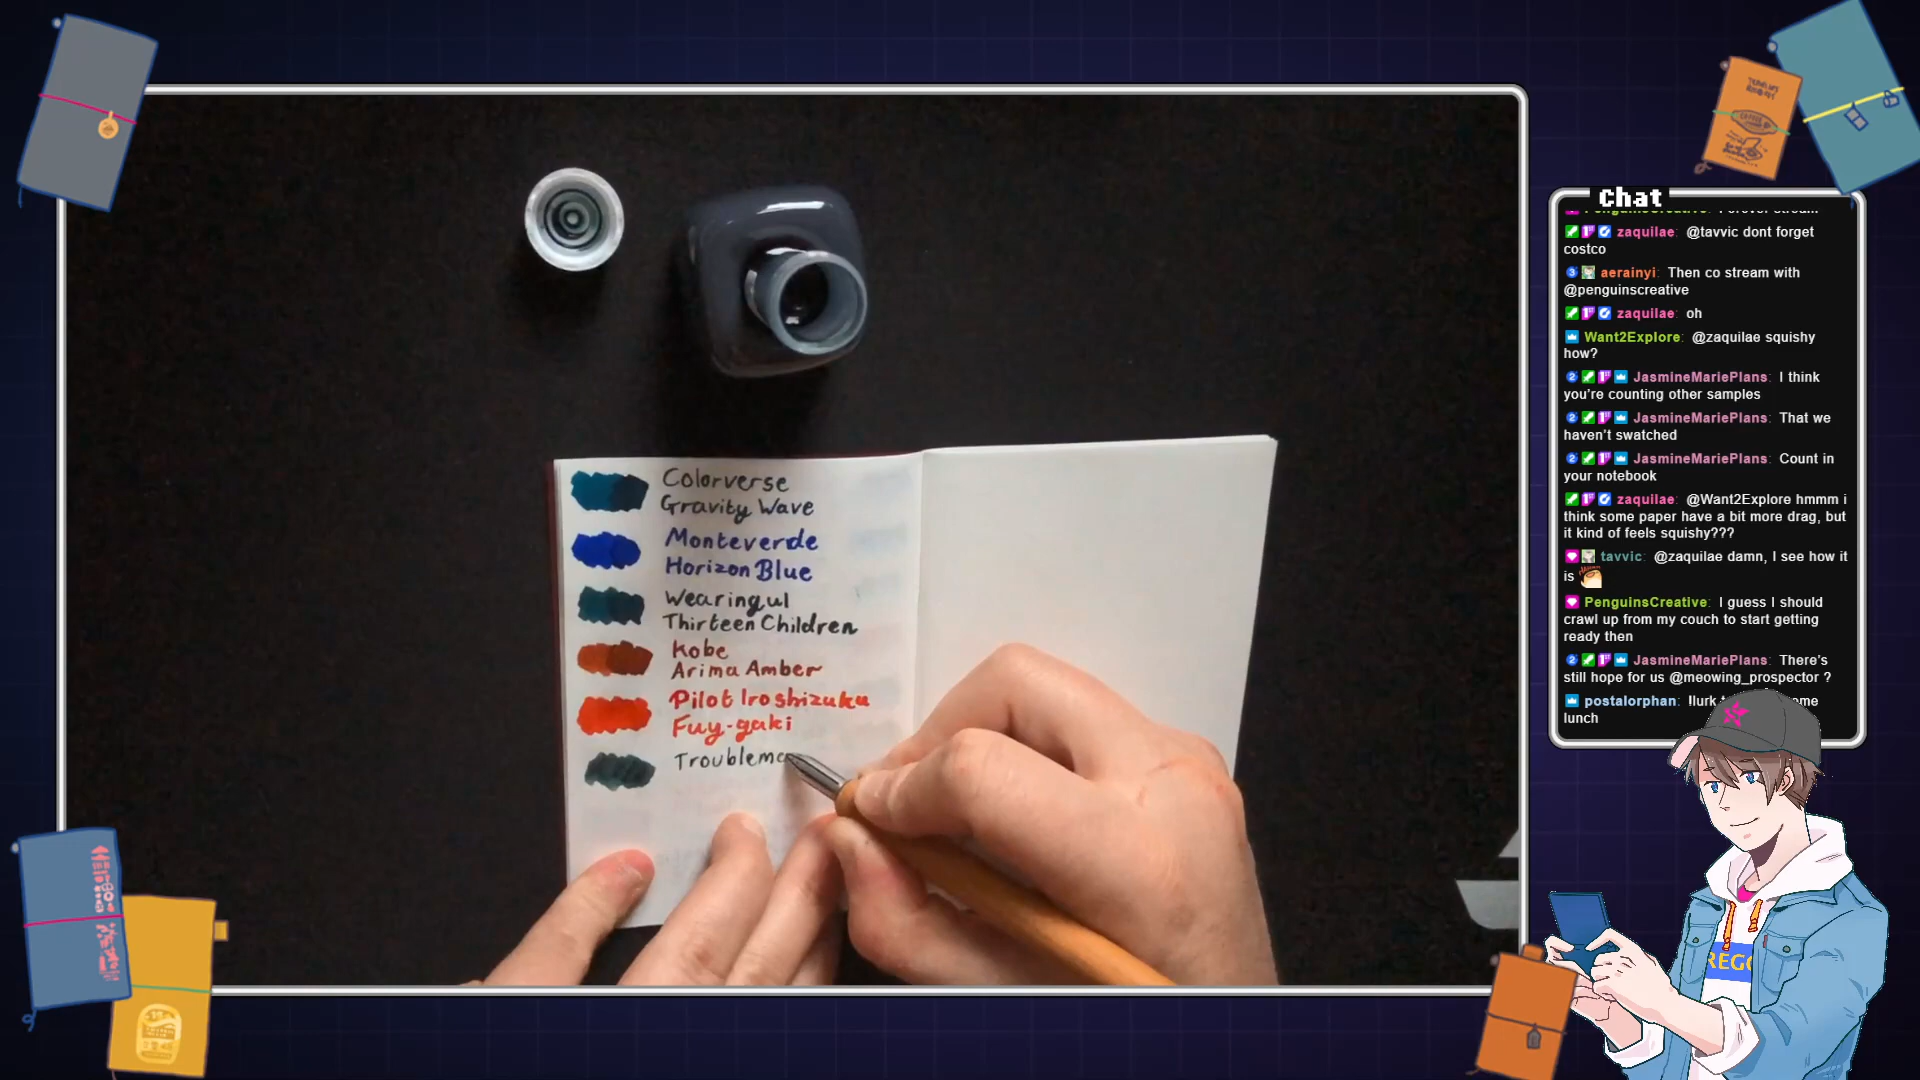 chat
zaquilae: @tavvic dont forget
costco
aerainyi: Then co stream with
@penguinscreative
zaquilae: oh
Want2Explore: @zaquilae squishy
how?
JasmineMariePlans: I think
you're counting other samples
JasmineMariePlans: That we
haven't swatched
JasmineMariePlans: Count in
your notebook
zaquilae: @Want2Explore hmmm i
think some paper have a bit more drag, but
it kind of feels squishy???
tavvic: @zaquilae damn, I see how it
is
PenguinsCreative: I guess I should
crawl up from my couch to start getting
ready then
JasmineMariePlans: There's
still hope for us @meowing_prospector ?
postalorphan: !lurk
lunch
Colorverse
Gravity Wave
Monteverde
Horizon Blue
Wearingul
Thirteen Children
Kobe
Arima Amber
Pilot Iroshizuku
Fuy-gaki
Troublema
REGO